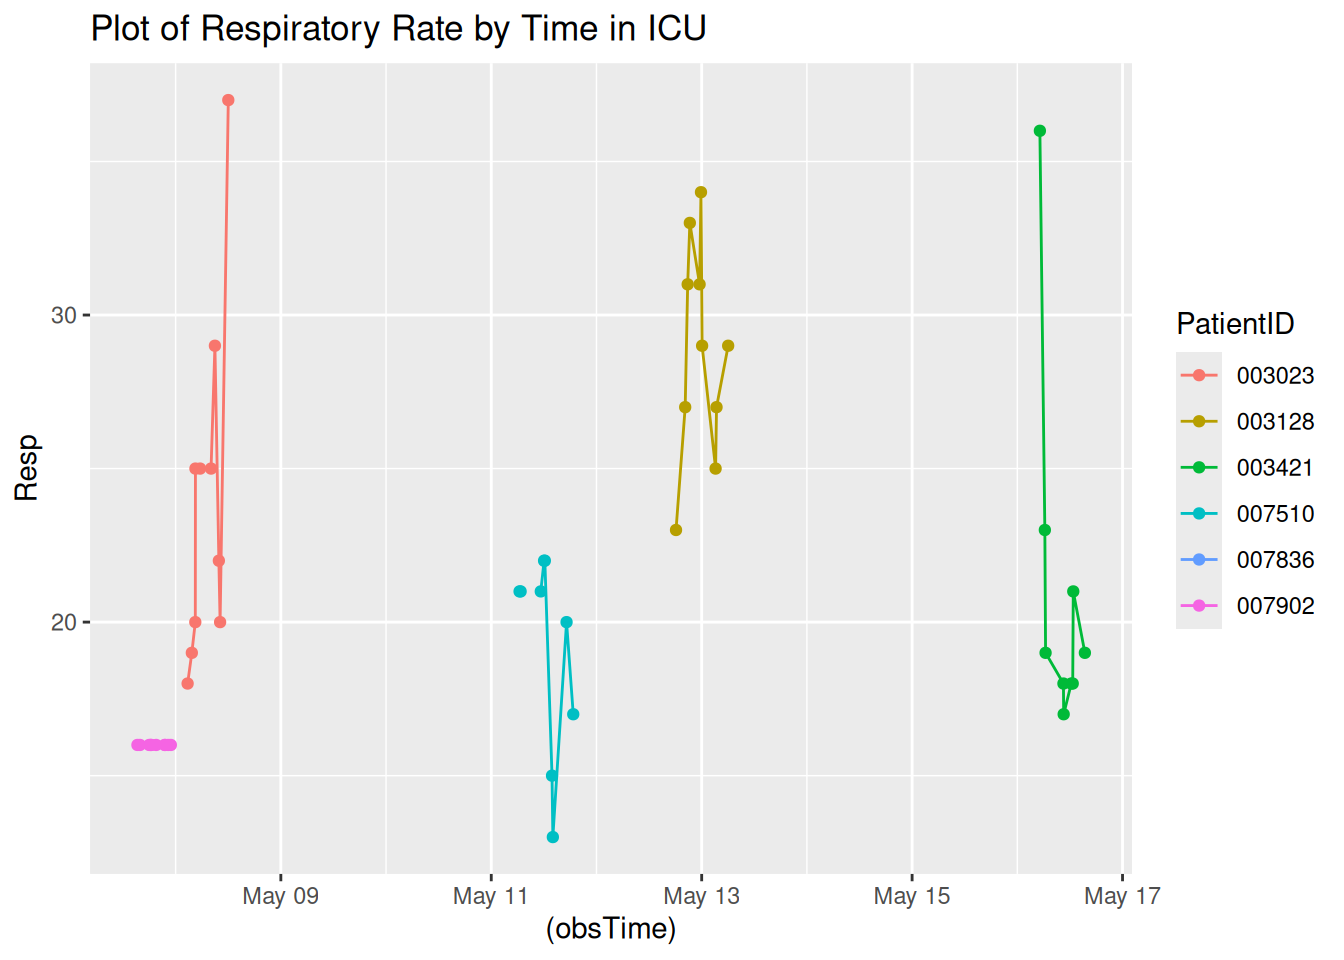 Plot of Respiratory Rate by Time in ICU
30
20
Resp
May 09
May 11
May 13
May 15
May 17
(obsTime)
PatientID
003023
003128
003421
007510
007836
007902